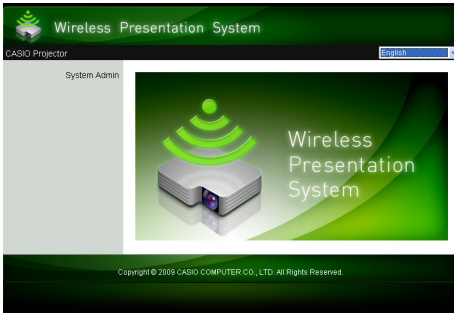 Wireless Presentation System
CASIO Projector
English
System Admin
Wireless
Presentation
System
Copyright © 2009 CASIO COMPUTER CO., LTD. All Rights Reserved.